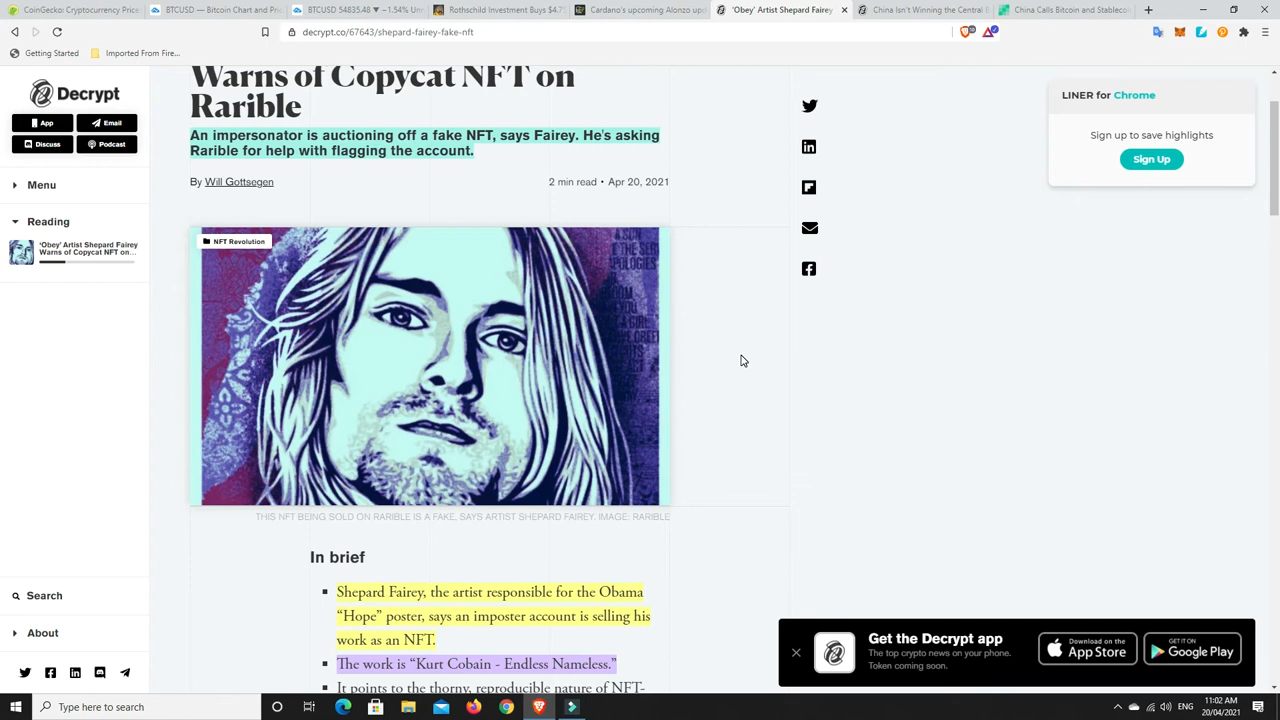 CoinGecko: Cryptocurrency Price
BTCUSD — Bitcoin Chart and Pri
BTCUSD 54835.48 ▼ −1.54% Un
Rothschild Investment Buys $4.7
Cardano's upcoming Alonzo up
'Obey' Artist Shepard Fairey
China Isn't Winning the Central
China Calls Bitcoin and Stableco
decrypt.co/67643/shepard-fairey-fake-nft
Getting Started
Imported From Fire...
Decrypt
App
Email
Discuss
Podcast
Menu
Reading
'Obey' Artist Shepard Fairey
Warns of Copycat NFT on...
Search
About
Warns of Copycat NFT on
Rarible
An impersonator is auctioning off a fake NFT, says Fairey. He's asking
Rarible for help with flagging the account.
By Will Gottsegen
2 min read • Apr 20, 2021
NFT Revolution
THIS NFT BEING SOLD ON RARIBLE IS A FAKE, SAYS ARTIST SHEPARD FAIREY. IMAGE: RARIBLE
In brief
Shepard Fairey, the artist responsible for the Obama
“Hope” poster, says an imposter account is selling his
work as an NFT.
The work is “Kurt Cobain - Endless Nameless.”
It points to the thorny, reproducible nature of NFT-
LINER for Chrome
Sign up to save highlights
Sign Up
Get the Decrypt app
The top crypto news on your phone.
Token coming soon.
Download on the
App Store
GET IT ON
Google Play
Type here to search
ENG
11:02 AM
20/04/2021